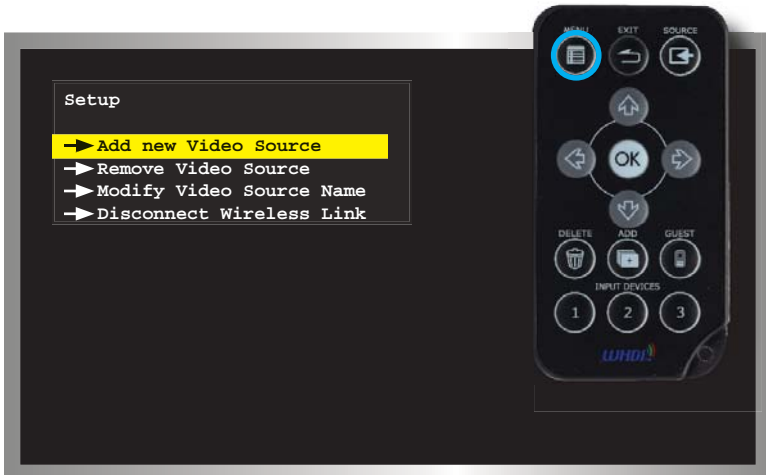 Setup
Add new Video Source
Remove Video Source
Modify Video Source Name
Disconnect Wireless Link
MENU EXIT SOURCE
OK
DELETE ADD GUEST
INPUT DEVICES
1 2 3
WHDI